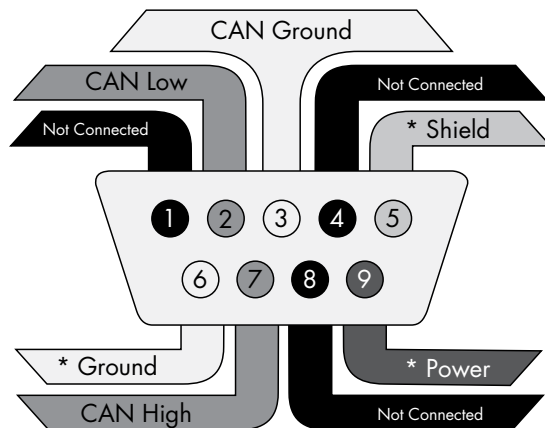 CAN Ground
CAN Low
Not Connected
Not Connected
* Shield
1 2 3 4 5
6 7 8 9
* Ground
* Power
CAN High
Not Connected